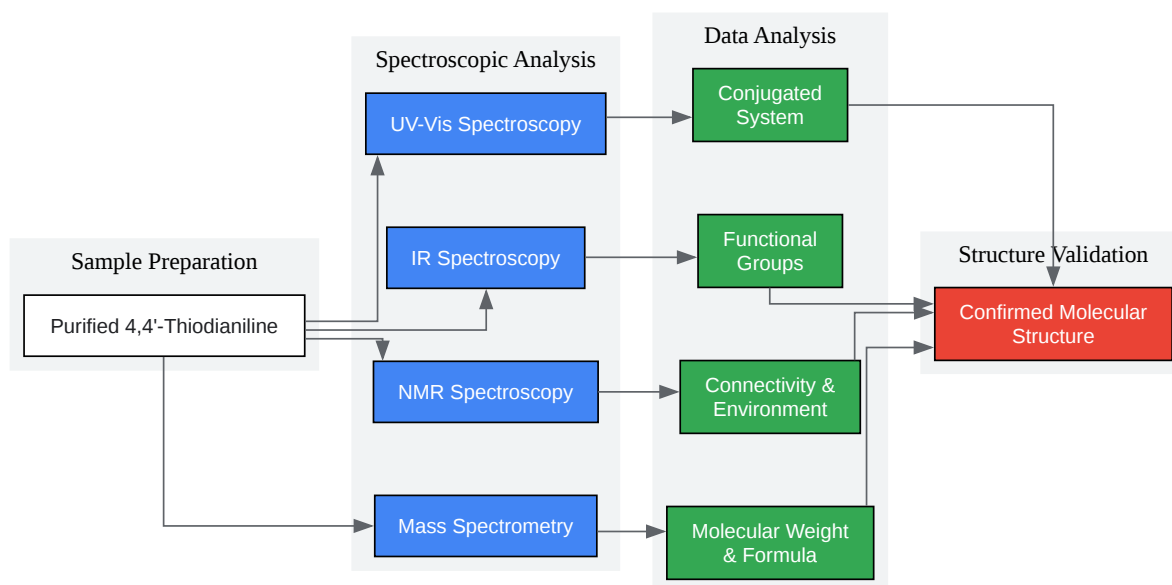 Sample Preparation
Purified 4,4'-Thiodianiline
Spectroscopic Analysis
UV-Vis Spectroscopy
IR Spectroscopy
NMR Spectroscopy
Mass Spectrometry
Data Analysis
Conjugated
System
Functional
Groups
Connectivity &
Environment
Molecular Weight
& Formula
Structure Validation
Confirmed Molecular
Structure